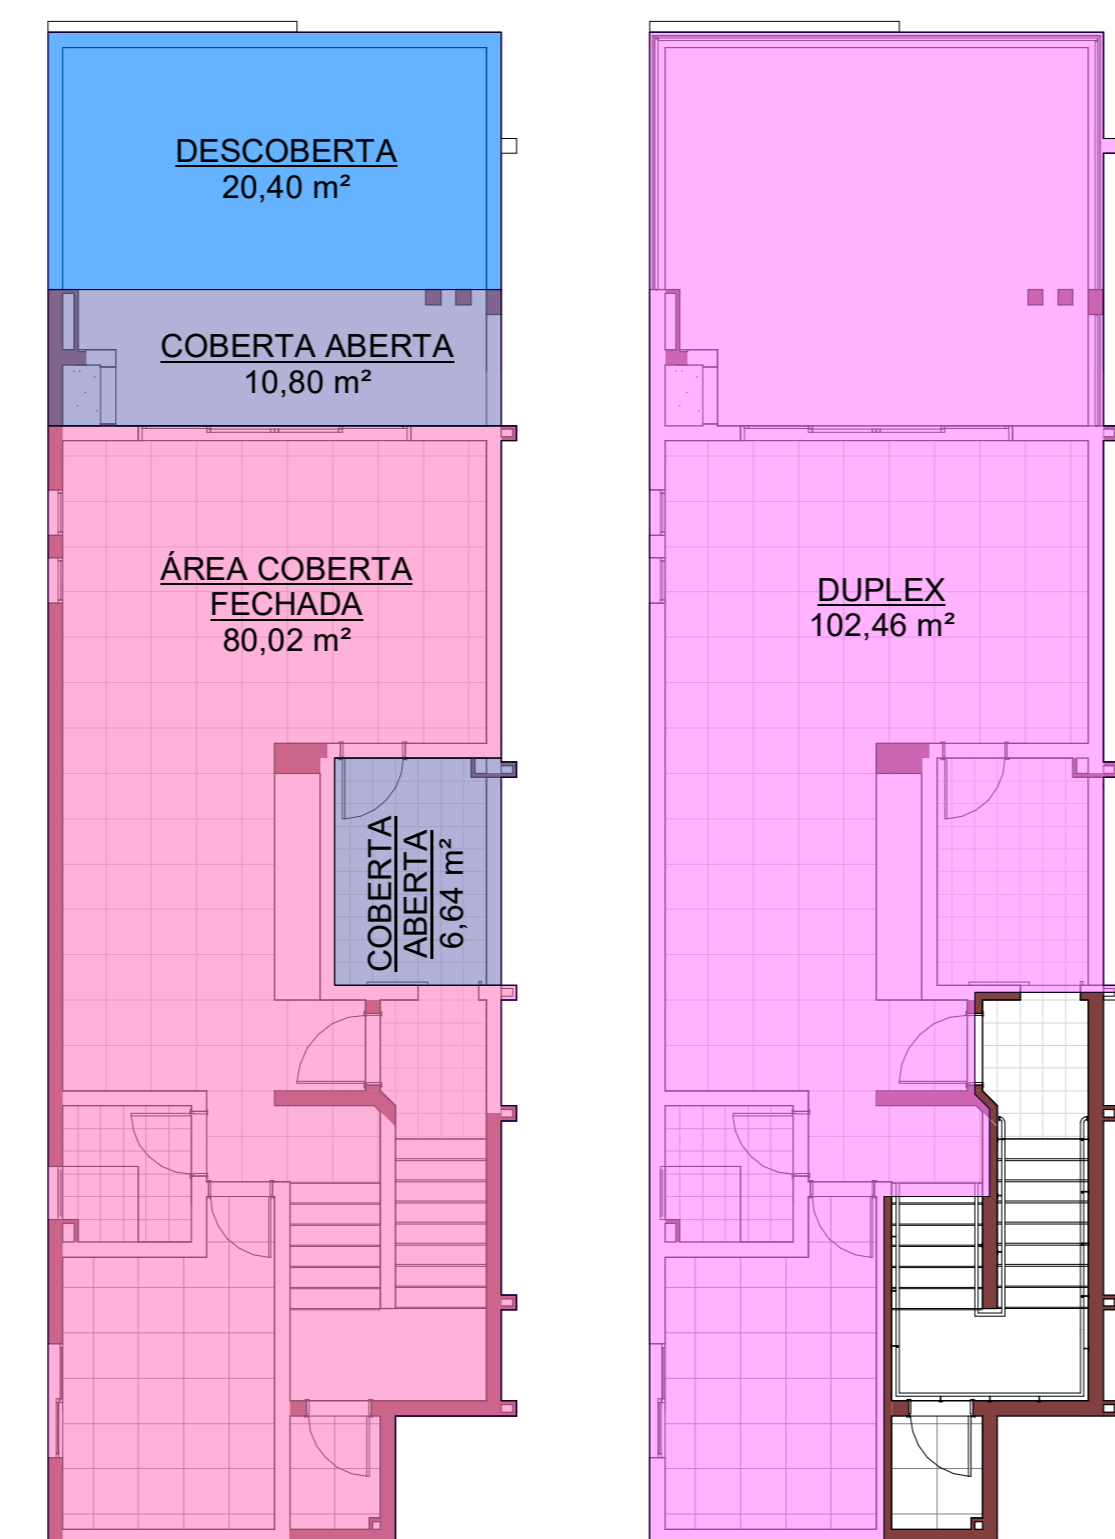 DESCOBERTA
20,40 m²
COBERTA ABERTA
10,80 m²
ÁREA COBERTA
FECHADA
80,02 m²
COBERTA
ABERTA
6,64 m²
DUPLEX
102,46 m²